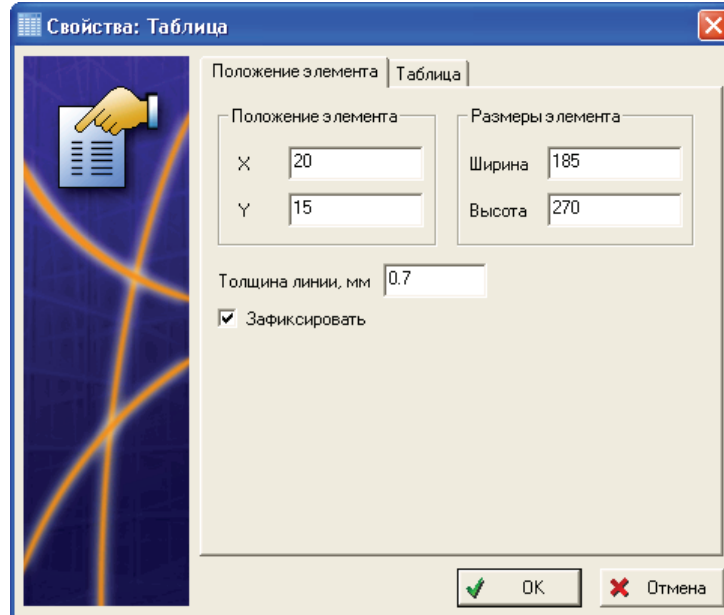 Свойства: Таблица
Положение элемента Таблица
Положение элемента
X 20
Y 15
Размеры элемента
Ширина 185
Высота 270
Толщина линии, мм 0.7
Зафиксировать
OK Отмена